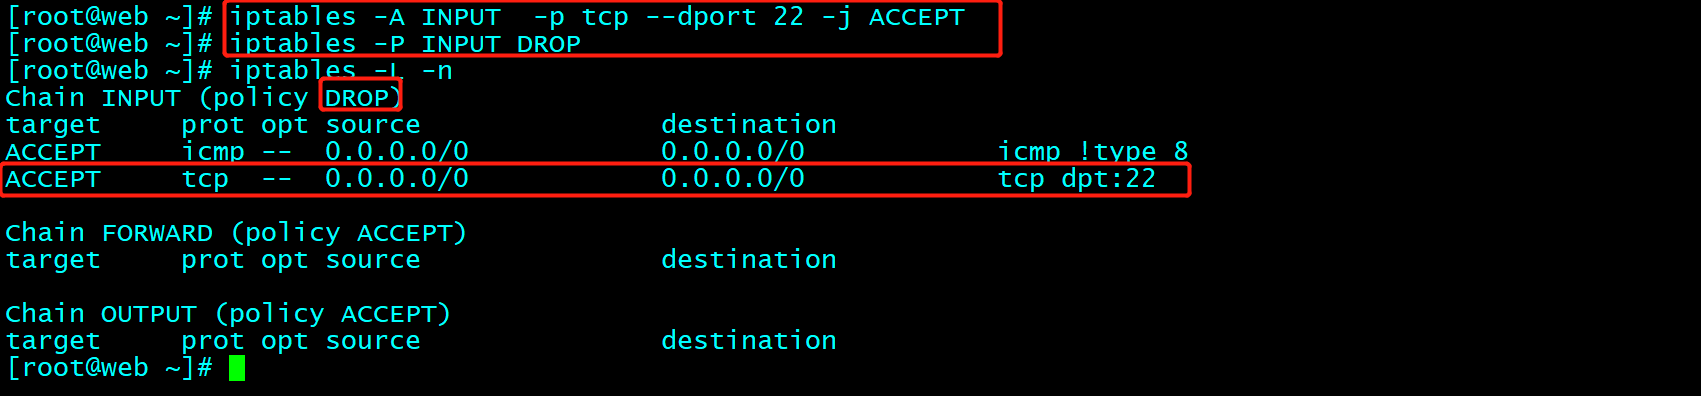 [root@web ~]# iptables -A INPUT  -p tcp --dport 22 -j ACCEPT
[root@web ~]# iptables -P INPUT DROP
[root@web ~]# iptables -L -n
Chain INPUT (policy DROP)
target     prot opt source               destination
ACCEPT     icmp --  0.0.0.0/0            0.0.0.0/0            icmp !type 8
ACCEPT     tcp  --  0.0.0.0/0            0.0.0.0/0            tcp dpt:22

Chain FORWARD (policy ACCEPT)
target     prot opt source               destination

Chain OUTPUT (policy ACCEPT)
target     prot opt source               destination
[root@web ~]#